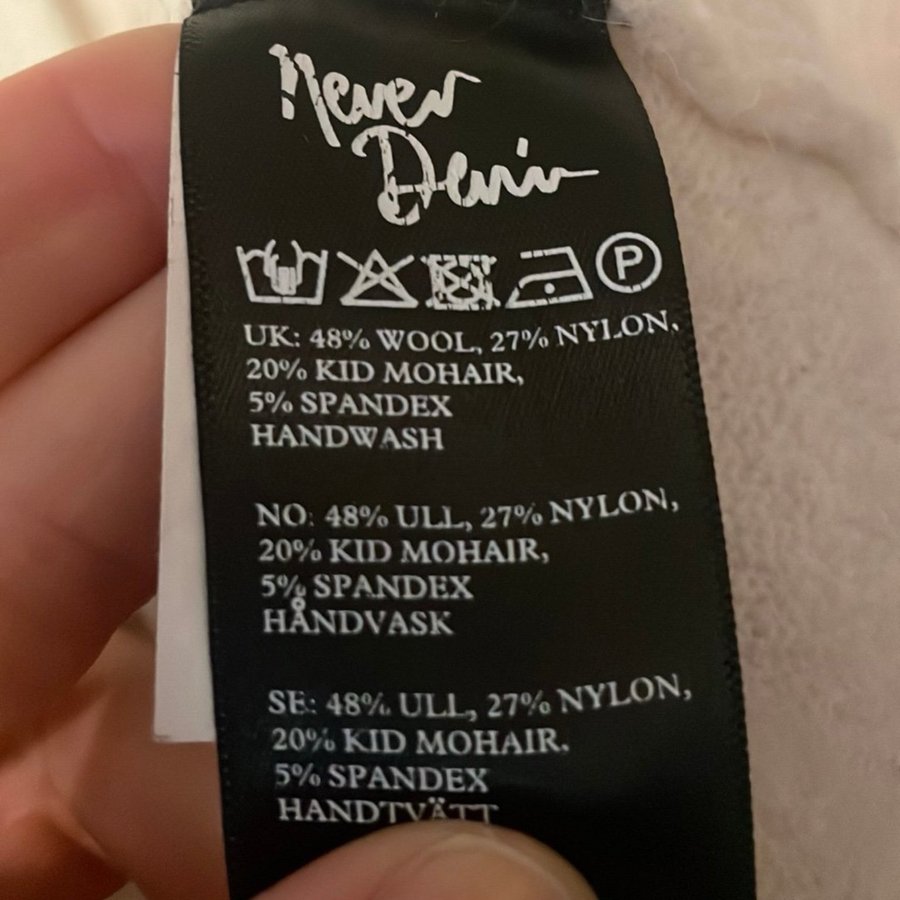 Never
Denim
P
UK: 48% WOOL, 27% NYLON,
20% KID MOHAIR,
5% SPANDEX
HANDWASH
NO: 48% ULL, 27% NYLON,
20% KID MOHAIR,
5% SPANDEX
HÅNDVASK
SE: 48% ULL, 27% NYLON,
20% KID MOHAIR,
5% SPANDEX
HANDTVÄTT